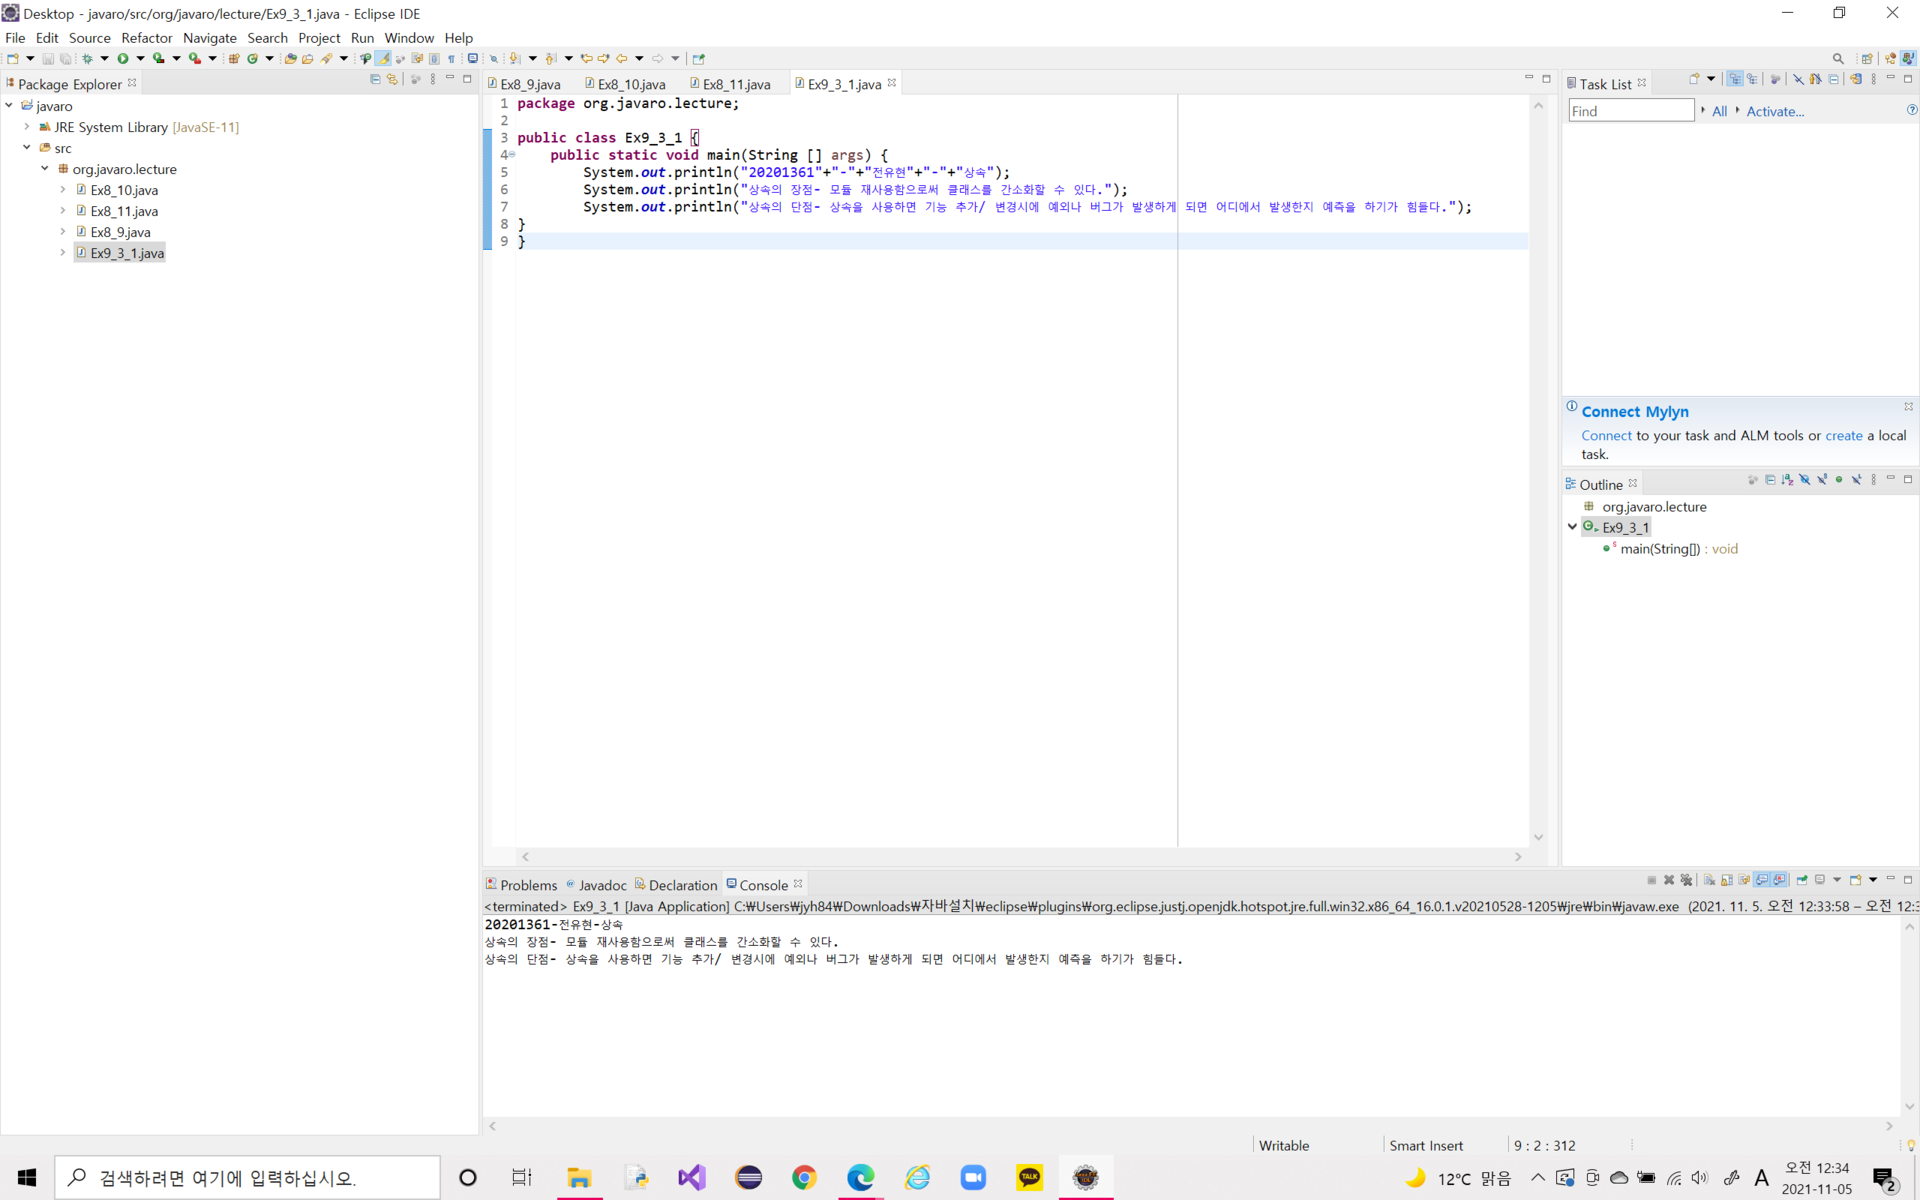 Desktop - javaro/src/org/javaro/lecture/Ex9_3_1.java - Eclipse IDE
File Edit Source Refactor Navigate Search Project Run Window Help
Package Explorer
javaro
JRE System Library [JavaSE-11]
src
org.javaro.lecture
Ex8_10.java
Ex8_11.java
Ex8_9.java
Ex9_3_1.java
Ex8_9.java Ex8_10.java Ex8_11.java Ex9_3_1.java
1 package org.javaro.lecture;
2
3 public class Ex9_3_1 {
4 public static void main(String [] args) {
5 System.out.println("20201361"+"-"+"전유현"+"-"+"상속");
6 System.out.println("상속의 장점- 모듈 재사용함으로써 클래스를 간소화할 수 있다.");
7 System.out.println("상속의 단점- 상속을 사용하면 기능 추가/ 변경시에 예외나 버그가 발생하게 되면 어디에서 발생한지 예측을 하기가 힘들다.");
8 }
9 }
Task List
Find All Activate...
Connect Mylyn
Connect to your task and ALM tools or create a local
task.
Outline
org.javaro.lecture
Ex9_3_1
main(String[]) : void
Problems Javadoc Declaration Console
<terminated> Ex9_3_1 [Java Application] C:₩Users₩jyh84₩Downloads₩자바설치₩eclipse₩plugins₩org.eclipse.justj.openjdk.hotspot.jre.full.win32.x86_64_16.0.1.v20210528-1205₩jre₩bin₩javaw.exe (2021. 11. 5. 오전 12:33:58 – 오전 12:3
20201361-전유현-상속
상속의 장점- 모듈 재사용함으로써 클래스를 간소화할 수 있다.
상속의 단점- 상속을 사용하면 기능 추가/ 변경시에 예외나 버그가 발생하게 되면 어디에서 발생한지 예측을 하기가 힘들다.
Writable Smart Insert 9 : 2 : 312
검색하려면 여기에 입력하십시오.
TALK
12°C 맑음
A
오전 12:34
2021-11-05
2